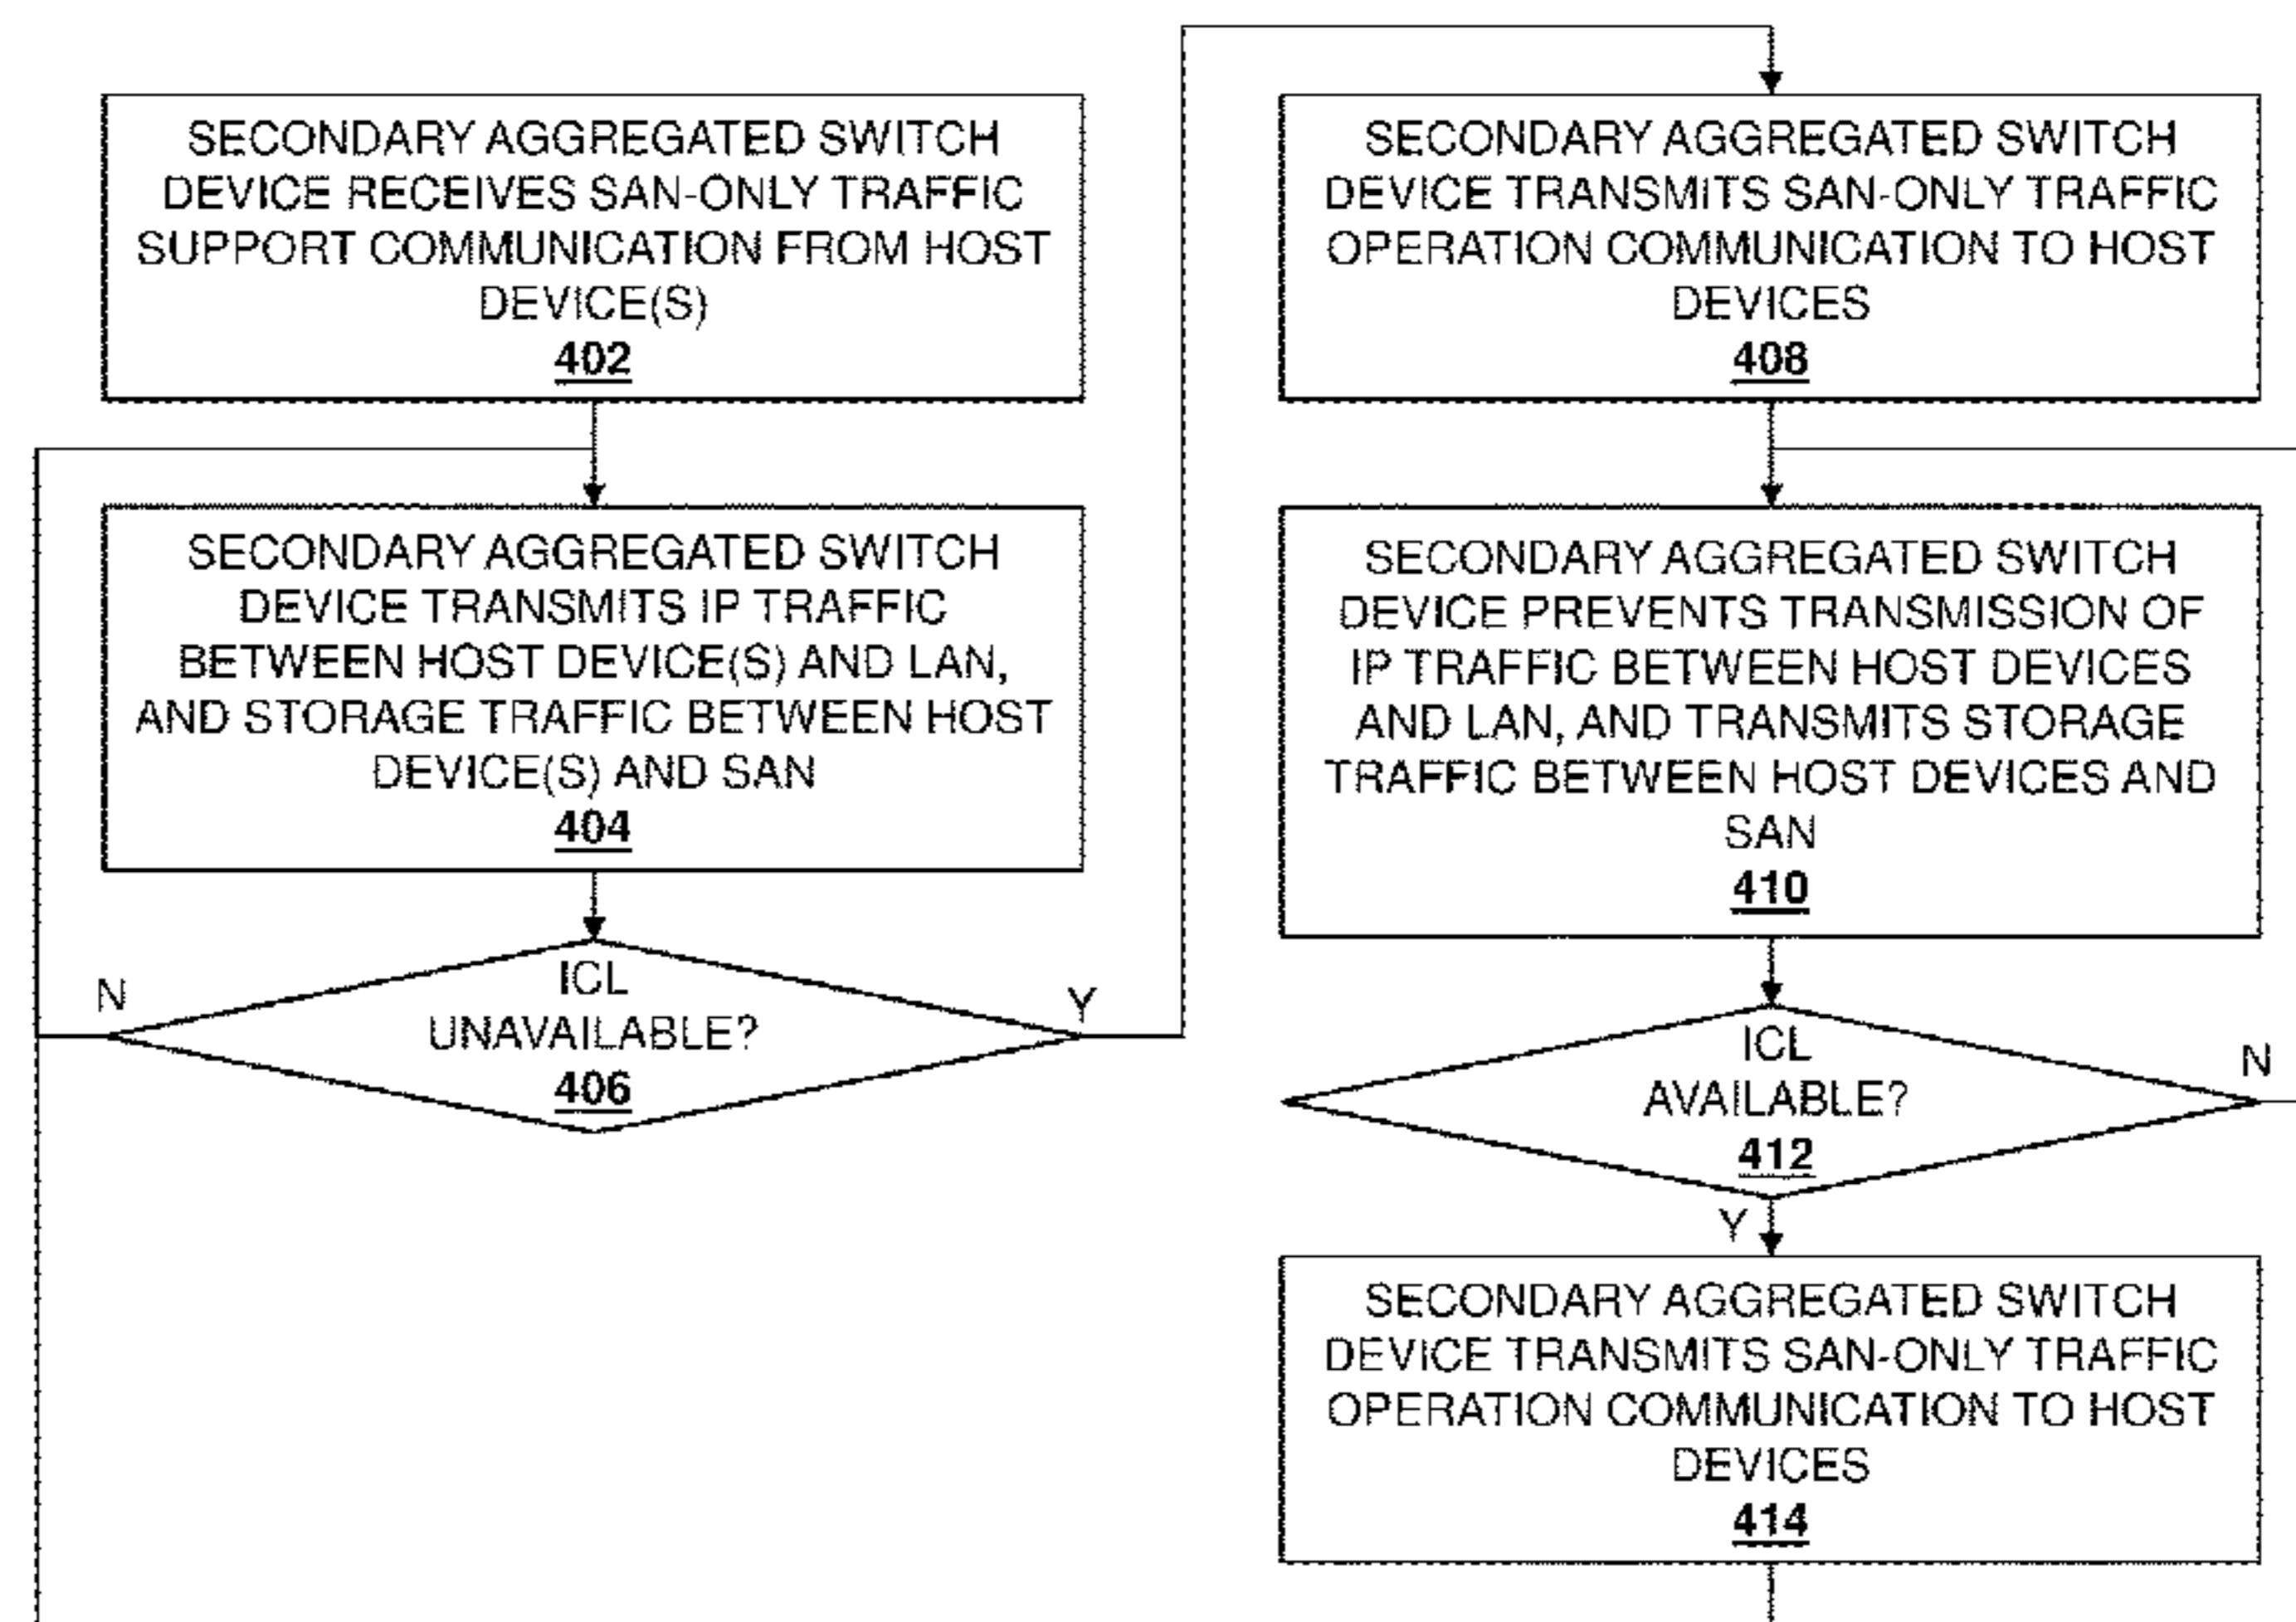 SECONDARY AGGREGATED SWITCH
DEVICE RECEIVES SAN-ONLY TRAFFIC
SUPPORT COMMUNICATION FROM HOST
DEVICE(S)
402
SECONDARY AGGREGATED SWITCH
DEVICE TRANSMITS IP TRAFFIC
BETWEEN HOST DEVICE(S) AND LAN,
AND STORAGE TRAFFIC BETWEEN HOST
DEVICE(S) AND SAN
404
N
ICL
Y
UNAVAILABLE?
406
SECONDARY AGGREGATED SWITCH
DEVICE TRANSMITS SAN-ONLY TRAFFIC
OPERATION COMMUNICATION TO HOST
DEVICES
408
SECONDARY AGGREGATED SWITCH
DEVICE PREVENTS TRANSMISSION OF
IP TRAFFIC BETWEEN HOST DEVICES
AND LAN, AND TRANSMITS STORAGE
TRAFFIC BETWEEN HOST DEVICES AND
SAN
410
ICL
N
AVAILABLE?
412
Y
SECONDARY AGGREGATED SWITCH
DEVICE TRANSMITS SAN-ONLY TRAFFIC
OPERATION COMMUNICATION TO HOST
DEVICES
414